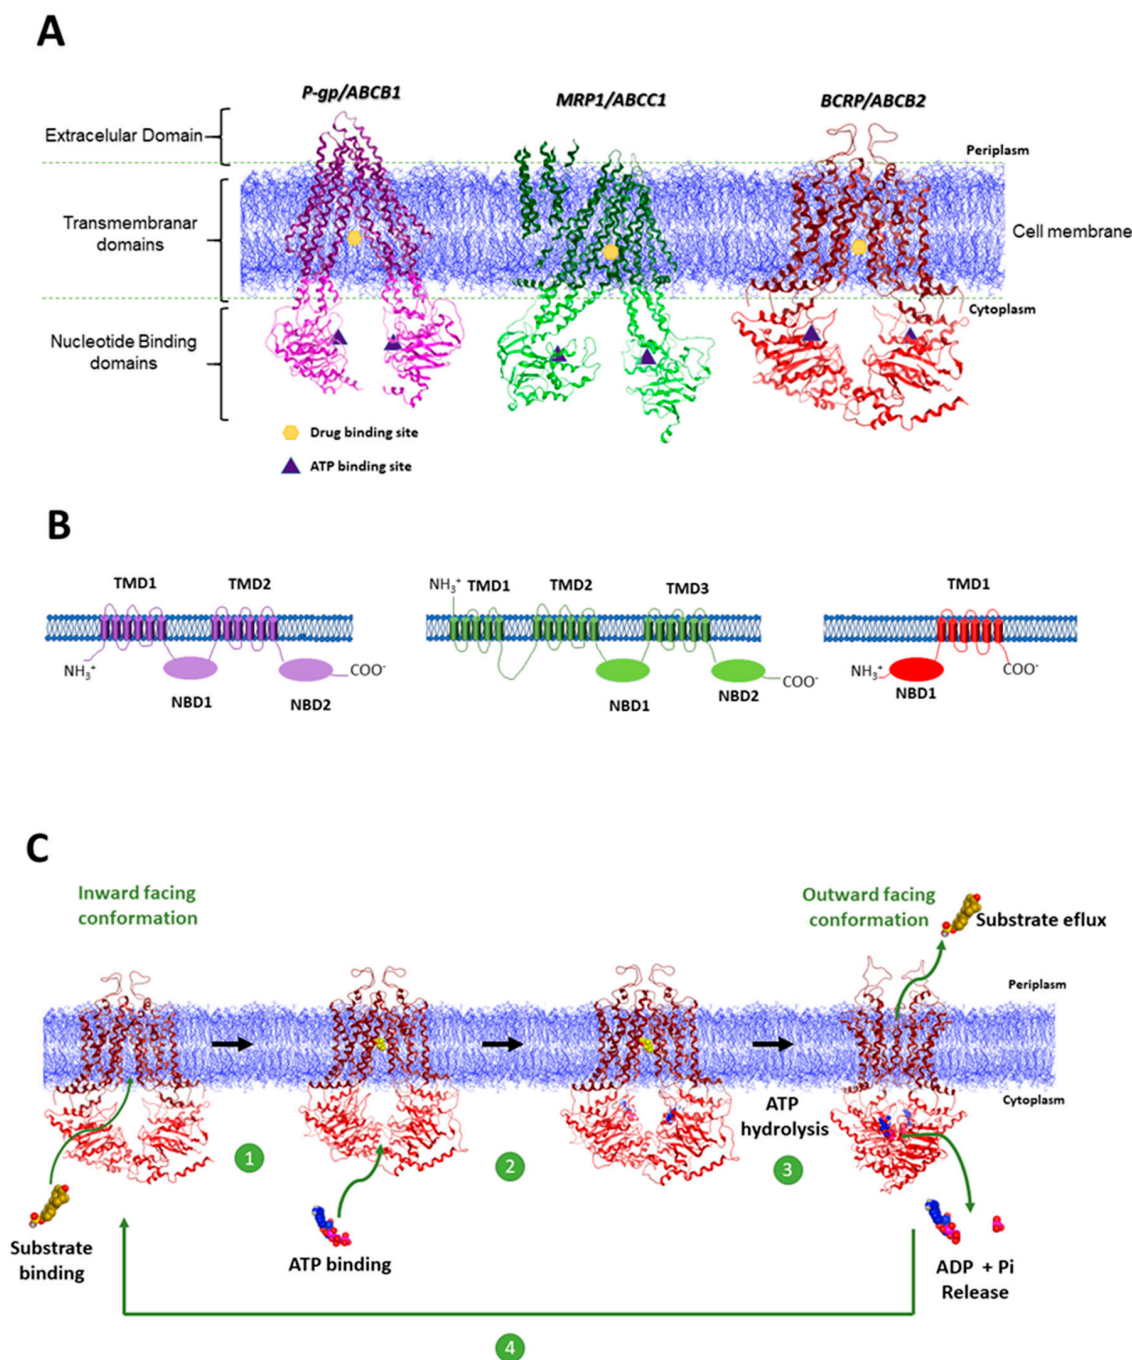 A
P-gp/ABCB1
MRP1/ABCC1
BCRP/ABCB2
Extracelular Domain
Periplasm
Transmembranar
domains
Cell membrane
Cytoplasm
Nucleotide Binding
domains
Drug binding site
ATP binding site
B
TMD1
TMD2
NH3+
NBD1
NBD2
COO-
NH3+
TMD1
TMD2
TMD3
NBD1
NBD2
COO-
TMD1
NH3+
NBD1
COO-
C
Inward facing
conformation
Outward facing
conformation
Substrate eflux
Periplasm
Cytoplasm
ATP
hydrolysis
1
2
3
Substrate
binding
ATP binding
ADP + Pi
Release
4